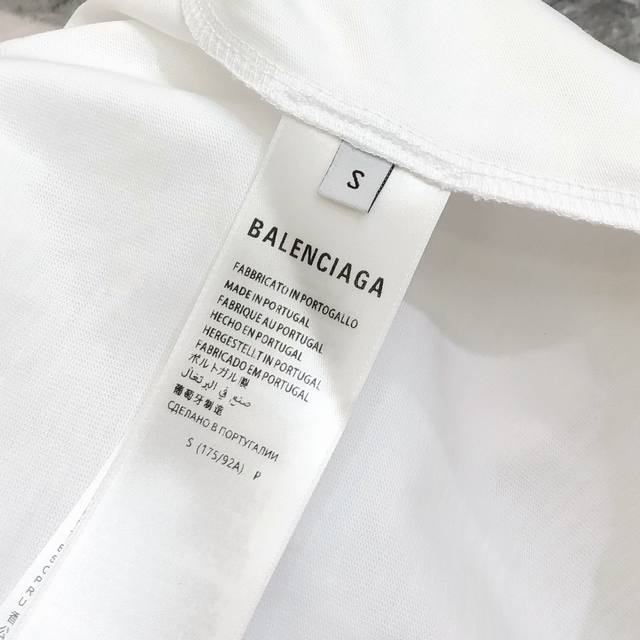 S
BALENCIAGA
FABBRICATO IN PORTOGALLO
MADE IN PORTUGAL
FABRIQUE AU PORTUGAL
HECHO EN PORTUGAL
HERGESTELLT IN PORTUGAL
FABRICADO EM PORTUGAL
ポルトガル製
صنع في البرتغال
葡萄牙制造
СДЕЛАНО В ПОРТУГАЛИИ
S (175/92A) P